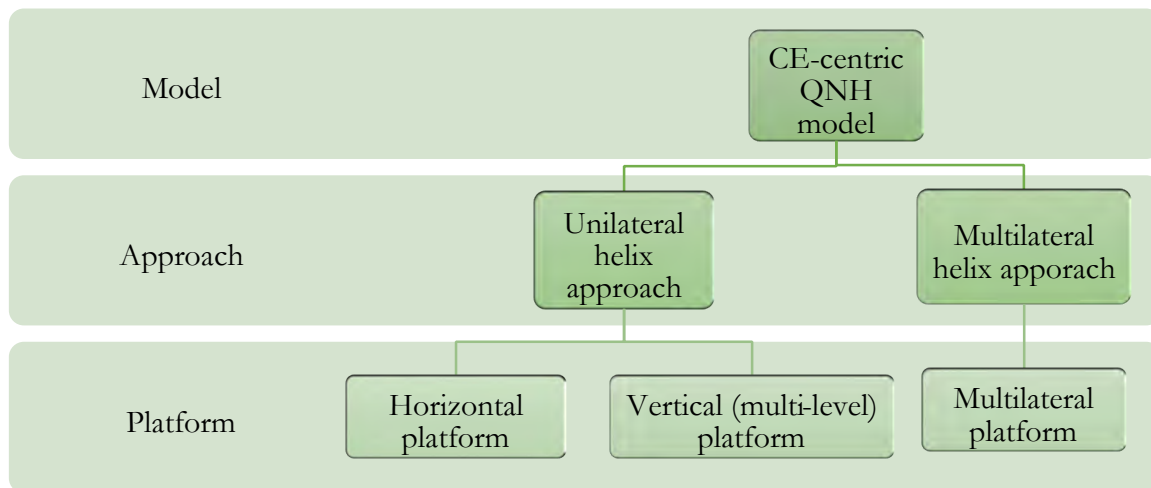 Model
CE-centric
QNH
model
Approach
Unilateral
helix
approach
Multilateral
helix apporach
Platform
Horizontal
platform
Vertical (multi-level)
platform
Multilateral
platform